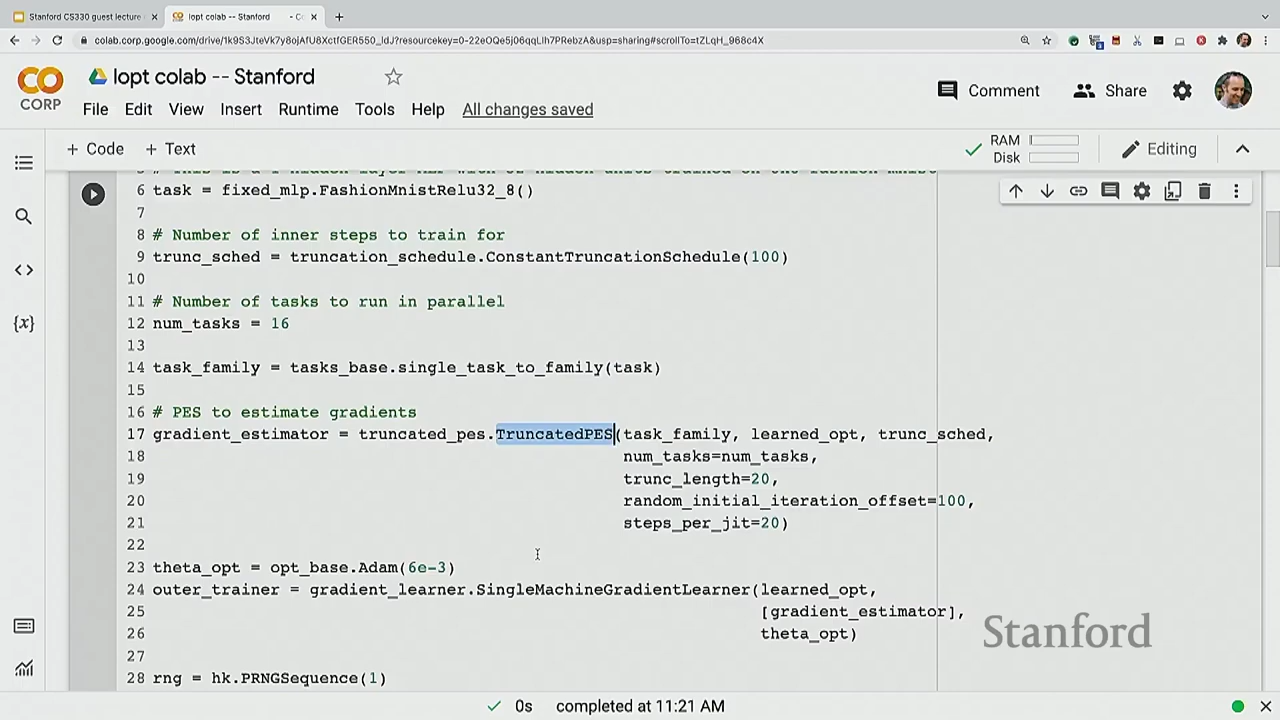 Stanford CS330 guest lecture
lopt colab -- Stanford
colab.corp.google.com/drive/1k9S3JteVk7y8ojAfU8XctfGER550_IdJ?resourcekey=0-22eOQe5j06qqLlh7PRebzA&usp=sharing#scrollTo=tZLqH_968c4X
CORP
lopt colab -- Stanford
Comment
Share
File Edit View Insert Runtime Tools Help All changes saved
+ Code + Text
RAM
Disk
Editing
6 task = fixed_mlp.FashionMnistRelu32_8()
7
8 # Number of inner steps to train for
9 trunc_sched = truncation_schedule.ConstantTruncationSchedule(100)
10
11 # Number of tasks to run in parallel
12 num_tasks = 16
13
14 task_family = tasks_base.single_task_to_family(task)
15
16 # PES to estimate gradients
17 gradient_estimator = truncated_pes.TruncatedPES(task_family, learned_opt, trunc_sched,
18 num_tasks=num_tasks,
19 trunc_length=20,
20 random_initial_iteration_offset=100,
21 steps_per_jit=20)
22
23 theta_opt = opt_base.Adam(6e-3)
24 outer_trainer = gradient_learner.SingleMachineGradientLearner(learned_opt,
25 [gradient_estimator],
26 theta_opt)
27
28 rng = hk.PRNGSequence(1)
Stanford
0s completed at 11:21 AM